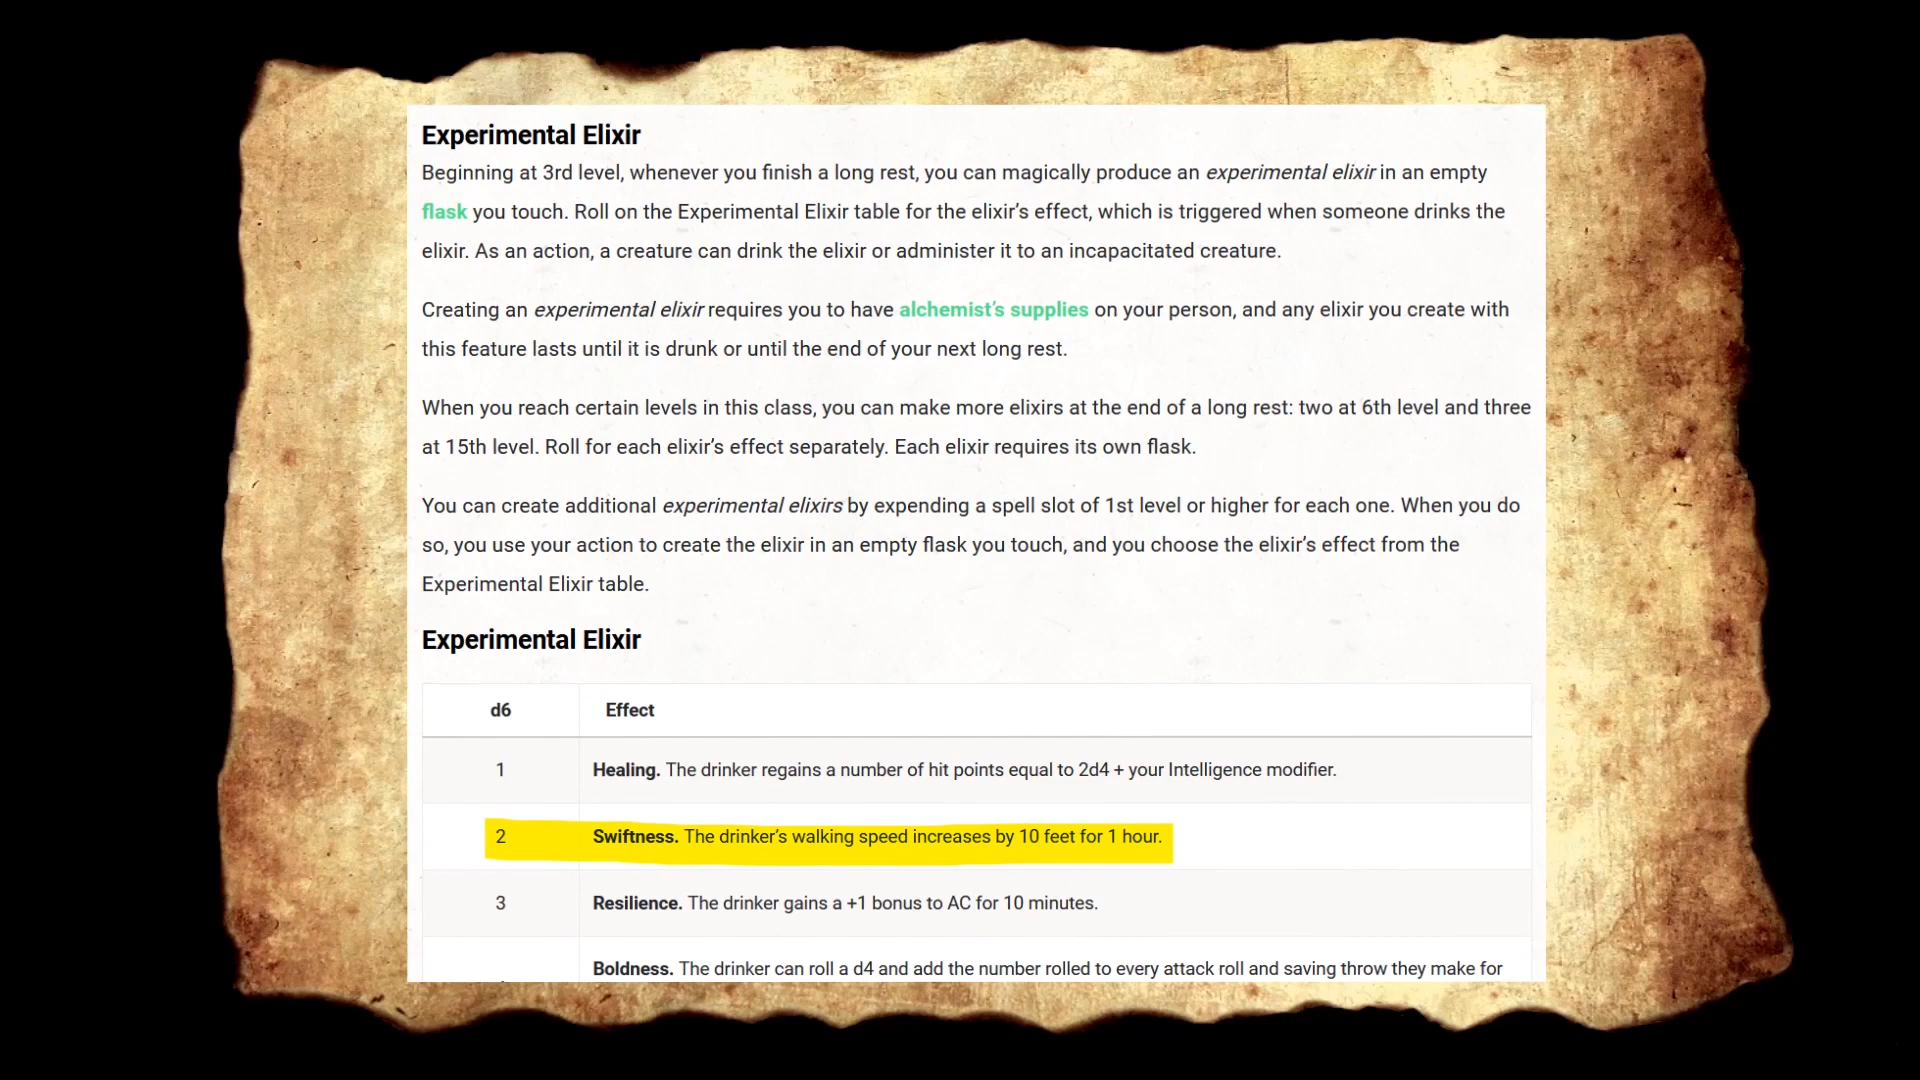 Experimental Elixir
Beginning at 3rd level, whenever you finish a long rest, you can magically produce an experimental elixir in an empty
flask you touch. Roll on the Experimental Elixir table for the elixir’s effect, which is triggered when someone drinks the
elixir. As an action, a creature can drink the elixir or administer it to an incapacitated creature.
Creating an experimental elixir requires you to have alchemist’s supplies on your person, and any elixir you create with
this feature lasts until it is drunk or until the end of your next long rest.
When you reach certain levels in this class, you can make more elixirs at the end of a long rest: two at 6th level and three
at 15th level. Roll for each elixir’s effect separately. Each elixir requires its own flask.
You can create additional experimental elixirs by expending a spell slot of 1st level or higher for each one. When you do
so, you use your action to create the elixir in an empty flask you touch, and you choose the elixir’s effect from the
Experimental Elixir table.
Experimental Elixir
d6 Effect
1 Healing. The drinker regains a number of hit points equal to 2d4 + your Intelligence modifier.
2 Swiftness. The drinker’s walking speed increases by 10 feet for 1 hour.
3 Resilience. The drinker gains a +1 bonus to AC for 10 minutes.
Boldness. The drinker can roll a d4 and add the number rolled to every attack roll and saving throw they make for